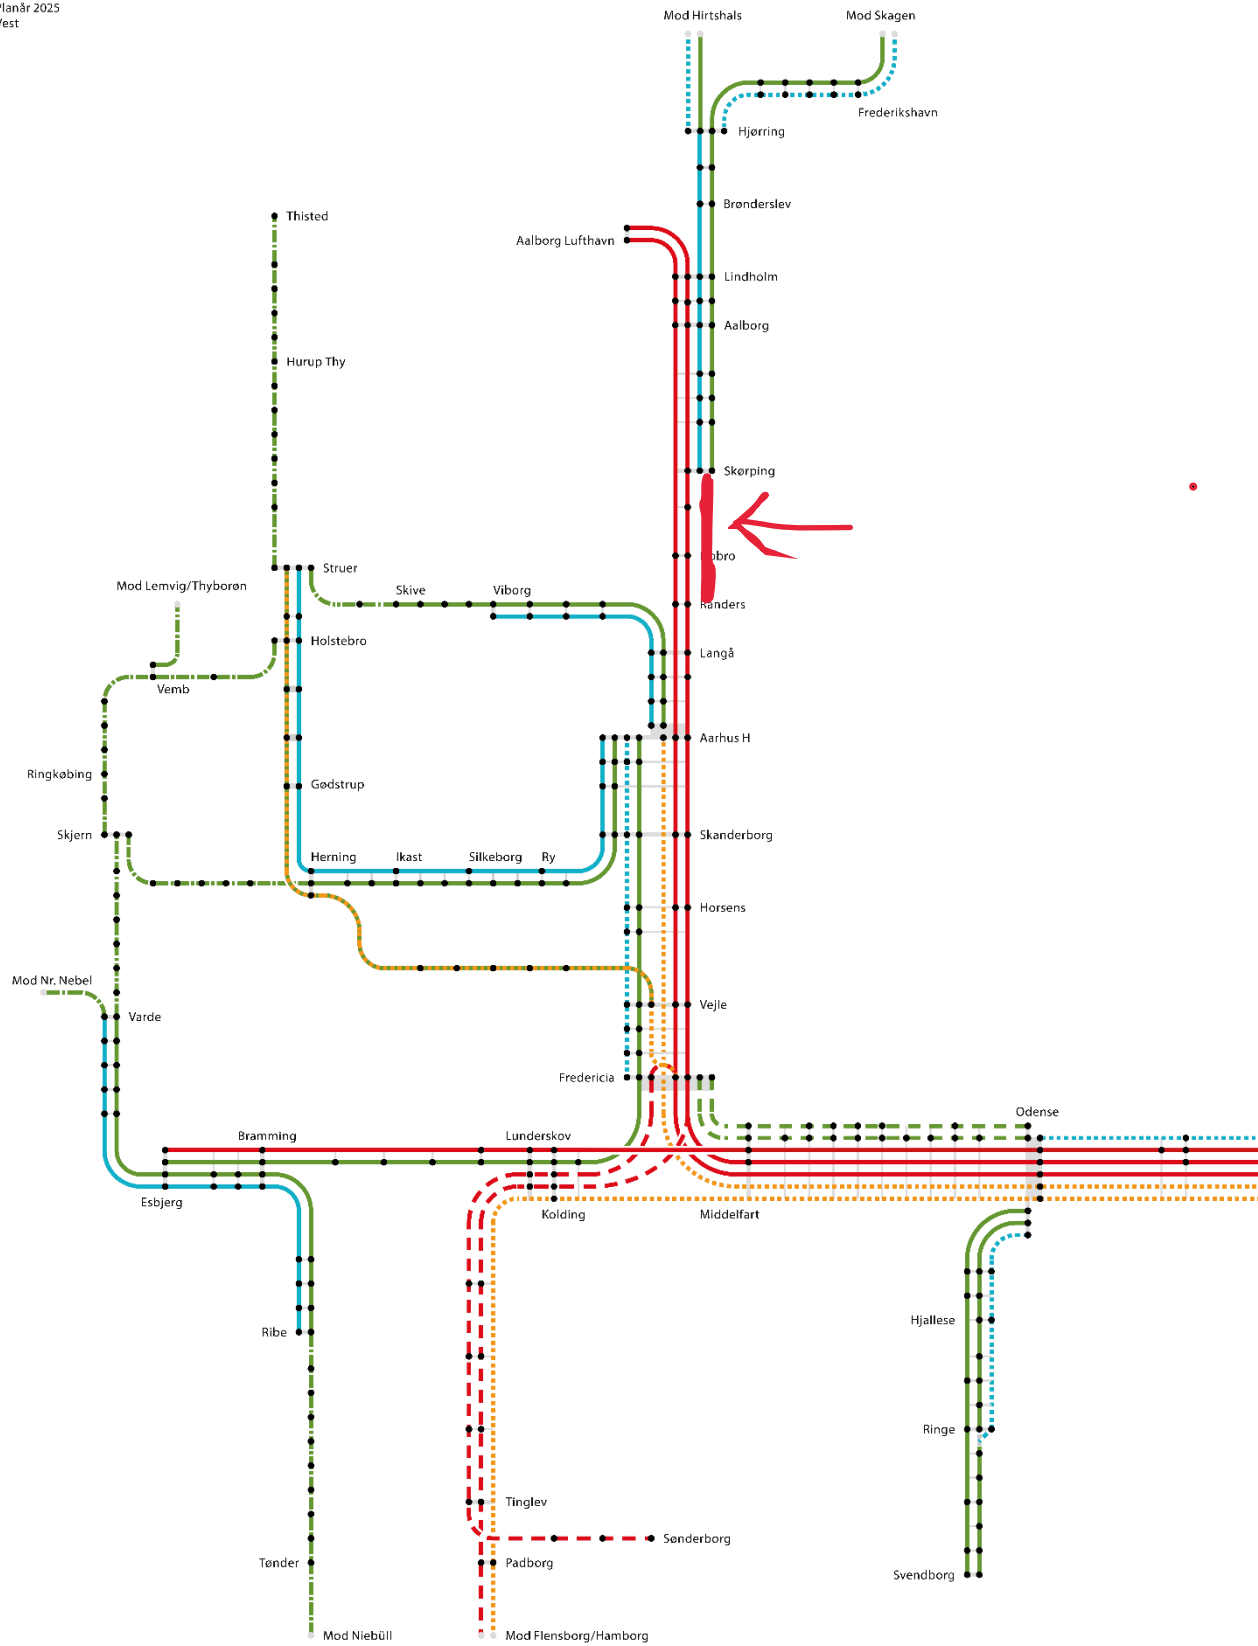 Planår 2025
Vest
Mod Hirtshals
Mod Skagen
Frederikshavn
Hjørring
Brønderslev
Thisted
Aalborg Lufthavn
Lindholm
Aalborg
Hurup Thy
Skørping
Struer
Mod Lemvig/Thyborøn
Skive
Viborg
Randers
Holstebro
Langå
Vemb
Aarhus H
Ringkøbing
Gødstrup
Skjern
Skanderborg
Herning
Ikast
Silkeborg
Ry
Horsens
Mod Nr. Nebel
Vejle
Varde
Fredericia
Odense
Bramming
Lunderskov
Esbjerg
Kolding
Middelfart
Hjallese
Ribe
Ringe
Tinglev
Sønderborg
Tønder
Padborg
Svendborg
Mod Niebüll
Mod Flensborg/Hamborg